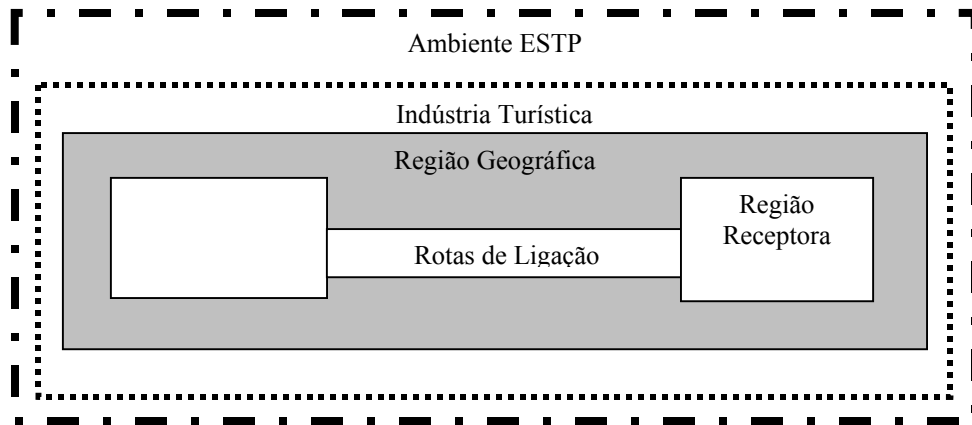 Ambiente ESTP
Indústria Turística
Região Geográfica
Região
Receptora
Rotas de Ligação